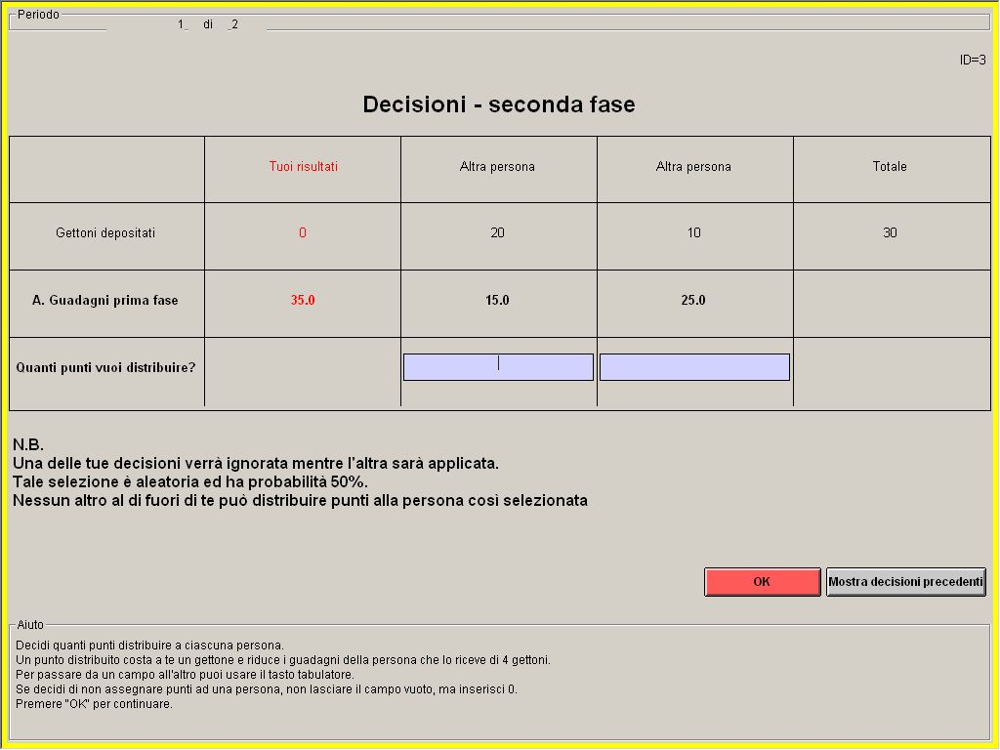 Periodo
1 di 2
ID=3
Decisioni - seconda fase
Tuoi risultati Altra persona Altra persona Totale
Gettoni depositati 0 20 10 30
A. Guadagni prima fase 35.0 15.0 25.0
Quanti punti vuoi distribuire?
N.B.
Una delle tue decisioni verrà ignorata mentre l'altra sarà applicata.
Tale selezione è aleatoria ed ha probabilità 50%.
Nessun altro al di fuori di te può distribuire punti alla persona così selezionata
OK Mostra decisioni precedenti
Aiuto
Decidi quanti punti distribuire a ciascuna persona.
Un punto distribuito costa a te un gettone e riduce i guadagni della persona che lo riceve di 4 gettoni.
Per passare da un campo all'altro puoi usare il tasto tabulatore.
Se decidi di non assegnare punti ad una persona, non lasciare il campo vuoto, ma inserisci 0.
Premere "OK" per continuare.